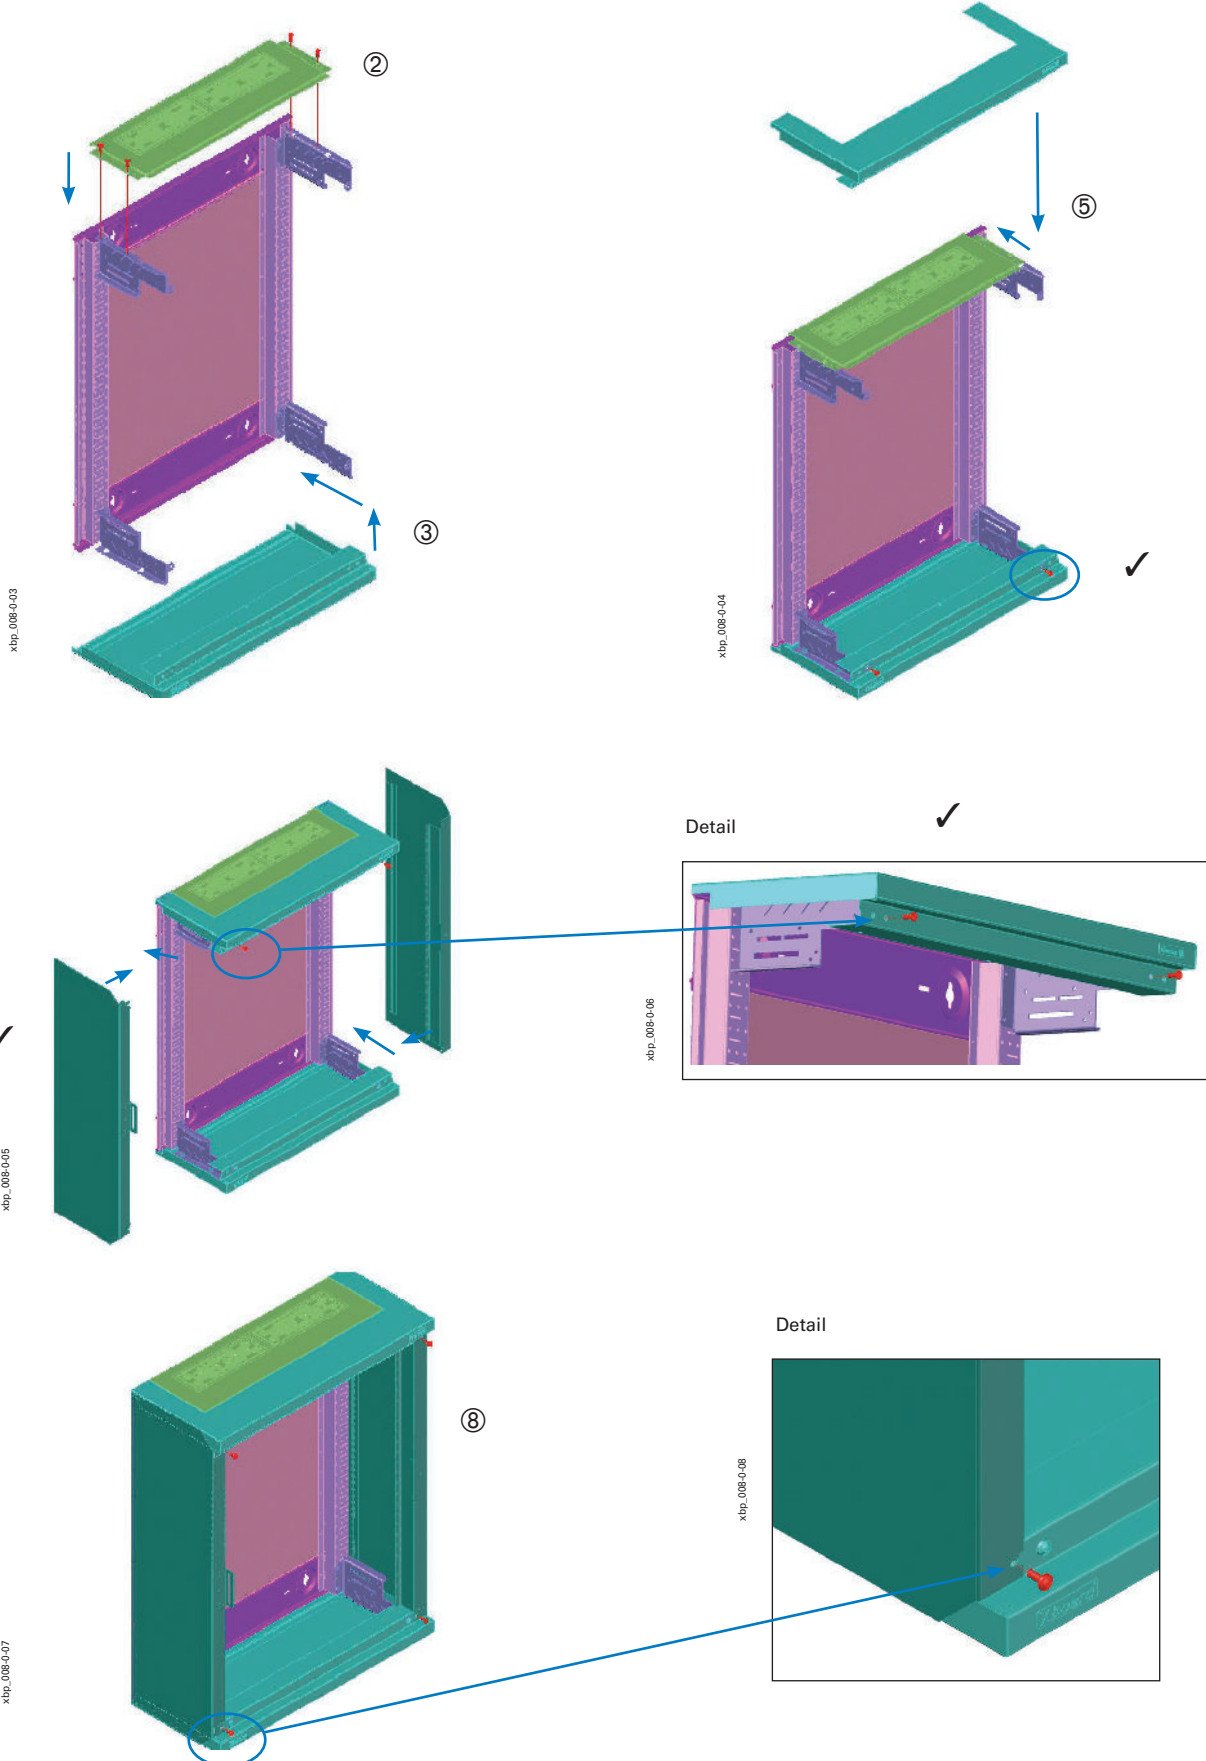 ②
⑤
③
✓
xbp_008-0-03
xbp_008-0-04
Detail
✓
✓
xbp_008-0-05
xbp_008-0-06
Detail
⑧
xbp_008-0-07
xbp_008-0-08